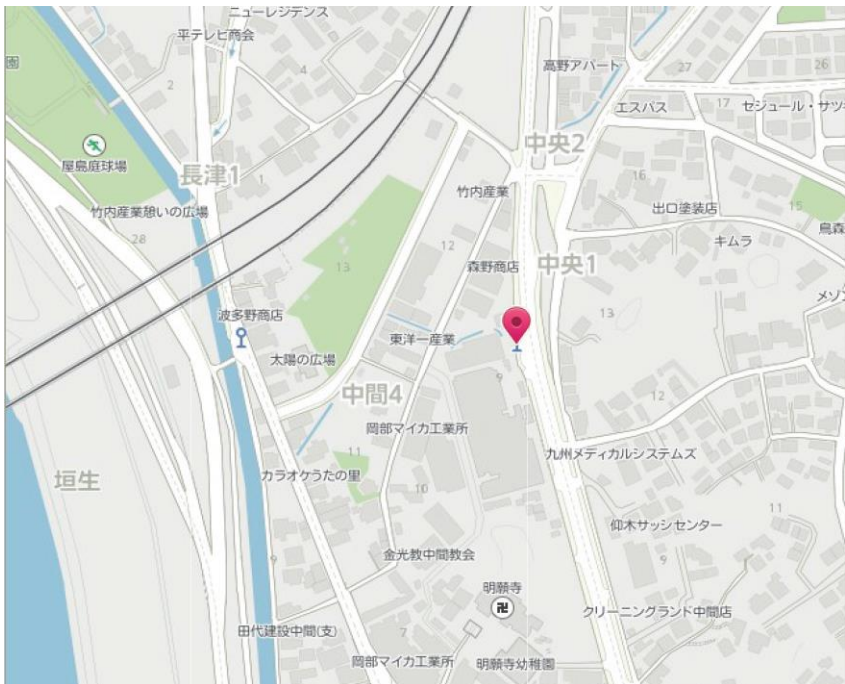 ニューレジデンス
平テレビ商会
園
2
4
高野アパート
27
26
エスパス
17
セジュール・サツキ
屋島庭球場
長津1
1
中央2
竹内産業
16
出口塗装店
15
鳥森
竹内産業憩いの広場
28
12
キムラ
13
森野商店
中央1
メゾン
波多野商店
13
東洋一産業
太陽の広場
9
中間4
12
岡部マイカ工業所
11
九州メディカルシステムズ
カラオケうたの里
垣生
10
11
仰木サッシセンター
金光教中間教会
9
9
明願寺
卍
クリーニングランド中間店
田代建設中間(支)
7
岡部マイカ工業所
明願寺幼稚園